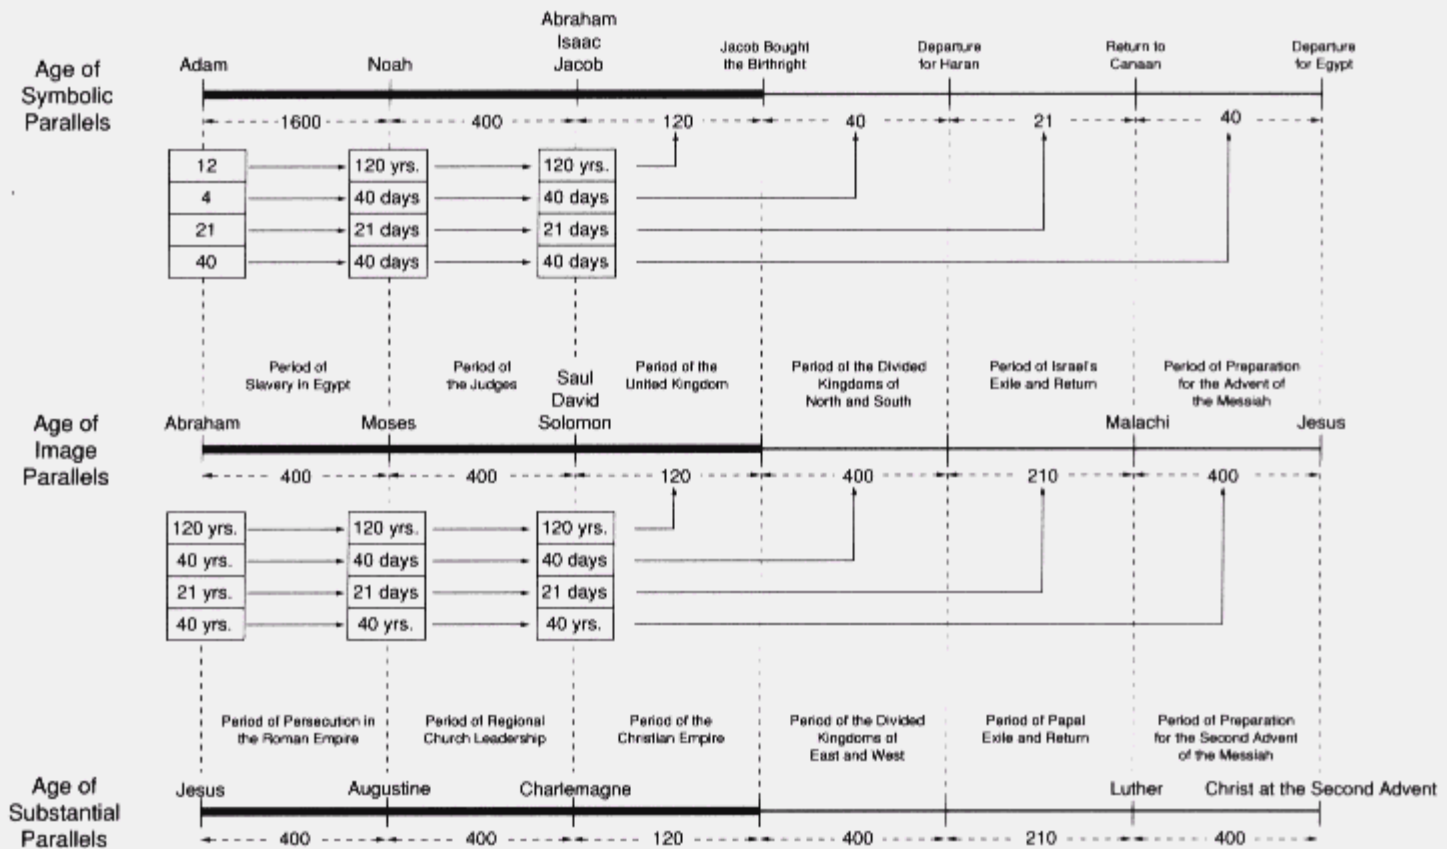 Abraham
Isaac
Jacob
Adam
Noah
Jacob Bought
the Birthright
Departure
for Haran
Return to
Canaan
Departure
for Egypt
Age of
Symbolic
Parallels
1600 400 120 40 21 40
12 120 yrs. 120 yrs.
4 40 days 40 days
21 21 days 21 days
40 40 days 40 days
Period of
Slavery in Egypt
Period of
the Judges
Period of the
United Kingdom
Period of the Divided
Kingdoms of
North and South
Period of Israel's
Exile and Return
Period of Preparation
for the Advent of
the Messiah
Age of
Image
Parallels
Abraham
Moses
Saul
David
Solomon
Malachi
Jesus
400 400 120 400 210 400
120 yrs. 120 yrs. 120 yrs.
40 yrs. 40 days 40 days
21 yrs. 21 days 21 days
40 yrs. 40 yrs. 40 yrs.
Period of Persecution in
the Roman Empire
Period of Regional
Church Leadership
Period of the
Christian Empire
Period of the Divided
Kingdoms of
East and West
Period of Papal
Exile and Return
Period of Preparation
for the Second Advent
of the Messiah
Age of
Substantial
Parallels
Jesus
Augustine
Charlemagne
Luther
Christ at the Second Advent
400 400 120 400 210 400